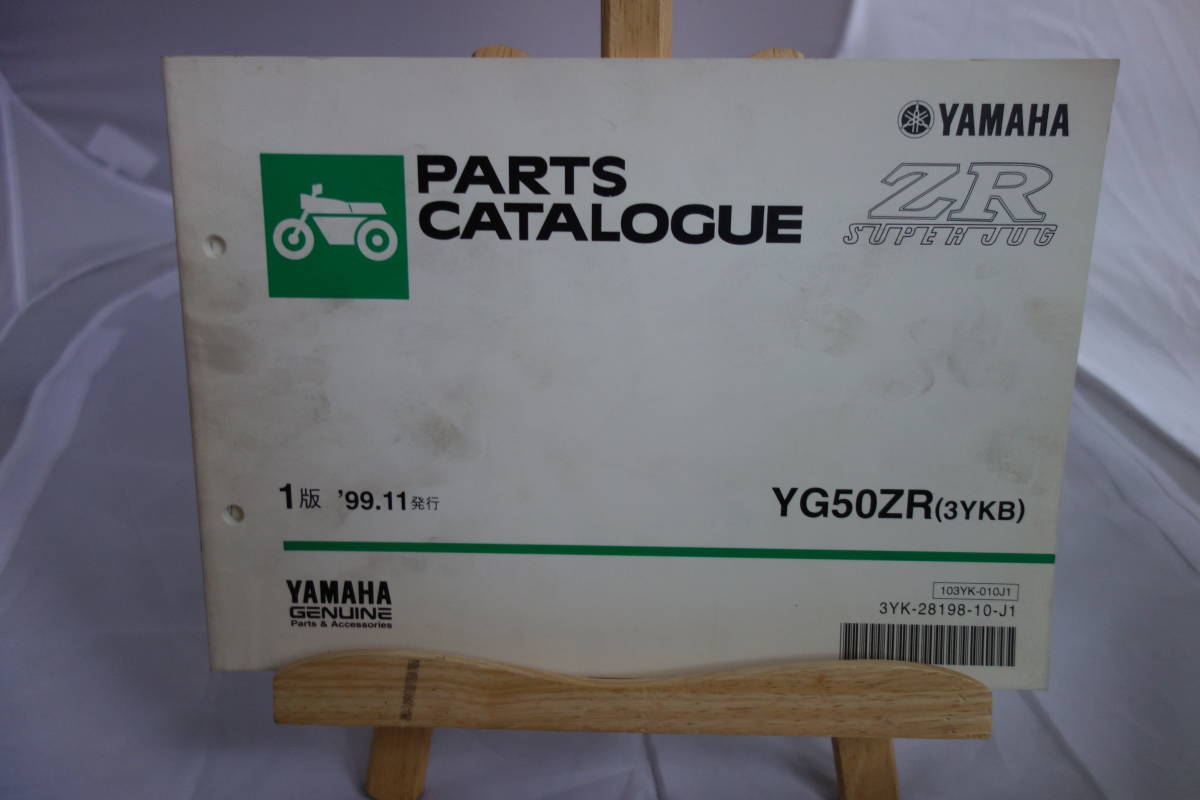 YAMAHA
PARTS
CATALOGUE
ZR
SUPER JUG
1版 '99.11発行
YG50ZR(3YKB)
YAMAHA
GENUINE
Parts & Accessories
103YK-010J1
3YK-28198-10-J1